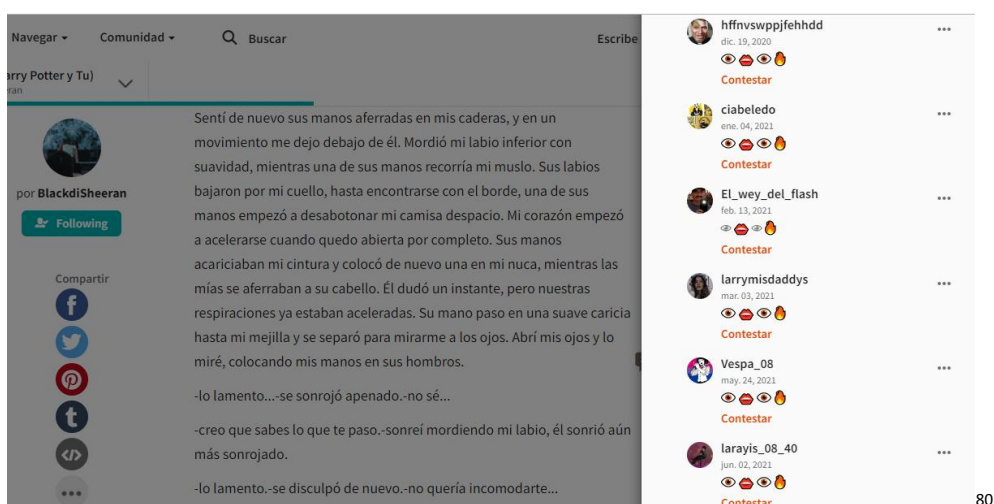 Navegar Comunidad Buscar Escribe
arry Potter y Tu)
eran
por BlackdiSheeran
Following
Compartir
Sentí de nuevo sus manos aferradas en mis caderas, y en un
movimiento me dejo debajo de él. Mordió mi labio inferior con
suavidad, mientras una de sus manos recorría mi muslo. Sus labios
bajaron por mi cuello, hasta encontrarse con el borde, una de sus
manos empezó a desabotonar mi camisa despacio. Mi corazón empezó
a acelerarse cuando quedo abierta por completo. Sus manos
acariciaban mi cintura y colocó de nuevo una en mi nuca, mientras las
mías se aferraban a su cabello. Él dudó un instante, pero nuestras
respiraciones ya estaban aceleradas. Su mano paso en una suave caricia
hasta mi mejilla y se separó para mirarme a los ojos. Abrí mis ojos y lo
miré, colocando mis manos en sus hombros.
-lo lamento...-se sonrojó apenado.-no sé...
-creo que sabes lo que te paso.-sonreí mordiendo mi labio, él sonrió aún
más sonrojado.
-lo lamento.-se disculpó de nuevo.-no quería incomodarte...
hffnvswppjfehhdd
dic. 19, 2020
👁👄👁🔥
Contestar
ciabeledo
ene. 04, 2021
👁👄👁🔥
Contestar
El_wey_del_flash
feb. 13, 2021
👁👄👁🔥
Contestar
larrymisdaddys
mar. 03, 2021
👁👄👁🔥
Contestar
Vespa_08
may. 24, 2021
👁👄👁🔥
Contestar
larayis_08_40
jun. 02, 2021
👁👄👁🔥
Contestar
80